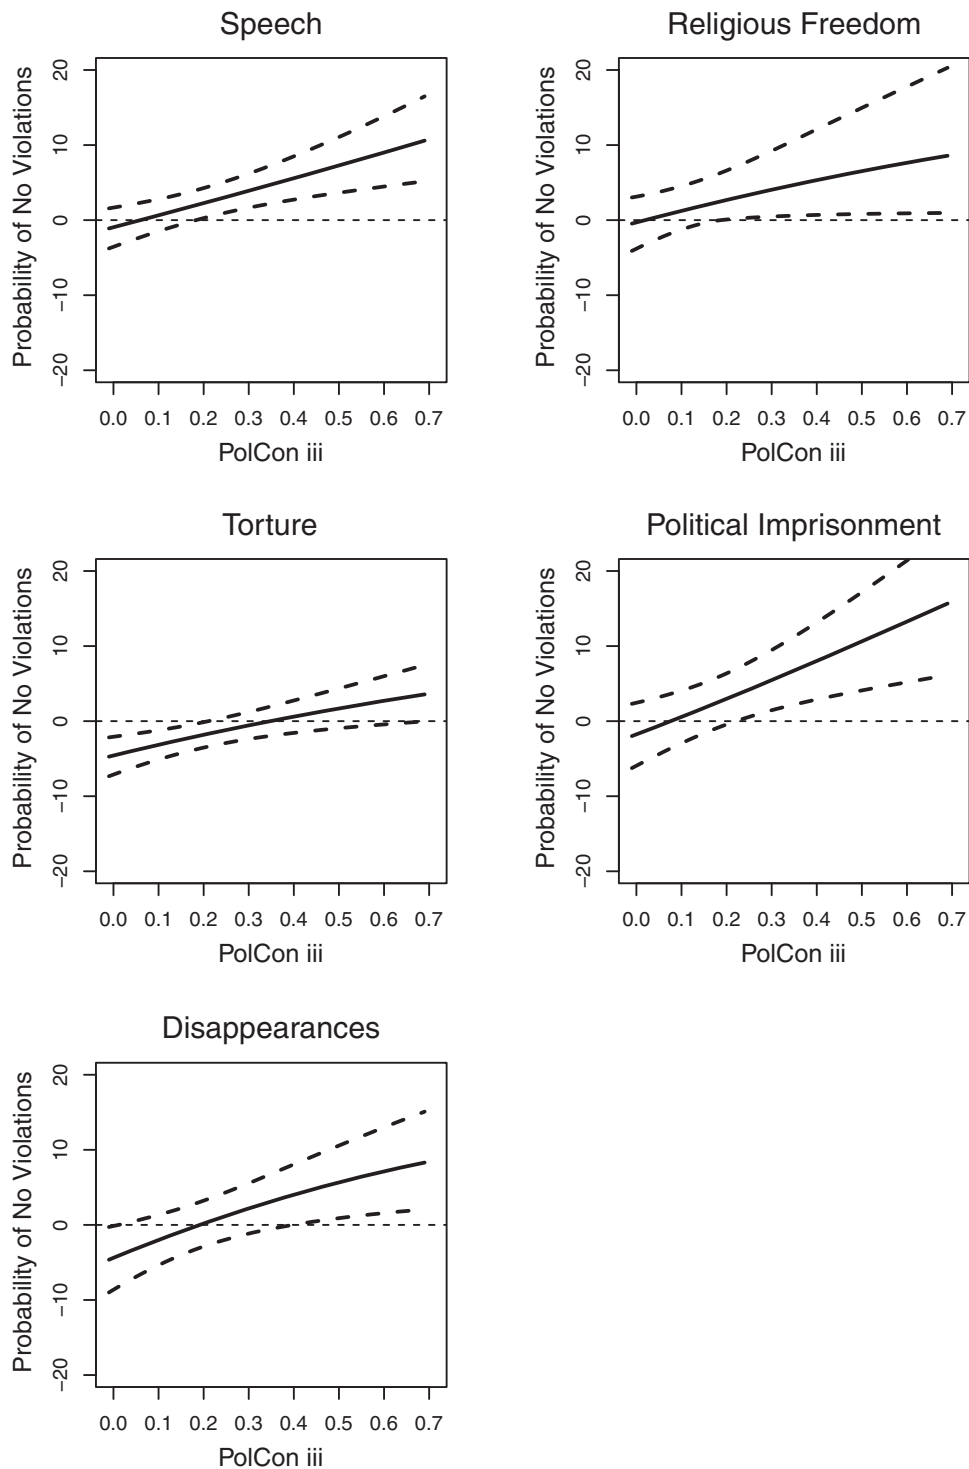 Speech
Probability of No Violations
20
10
0
−10
−20
0.0 0.1 0.2 0.3 0.4 0.5 0.6 0.7
PolCon iii
Religious Freedom
Probability of No Violations
20
10
0
−10
−20
0.0 0.1 0.2 0.3 0.4 0.5 0.6 0.7
PolCon iii
Torture
Probability of No Violations
20
10
0
−10
−20
0.0 0.1 0.2 0.3 0.4 0.5 0.6 0.7
PolCon iii
Political Imprisonment
Probability of No Violations
20
10
0
−10
−20
0.0 0.1 0.2 0.3 0.4 0.5 0.6 0.7
PolCon iii
Disappearances
Probability of No Violations
20
10
0
−10
−20
0.0 0.1 0.2 0.3 0.4 0.5 0.6 0.7
PolCon iii